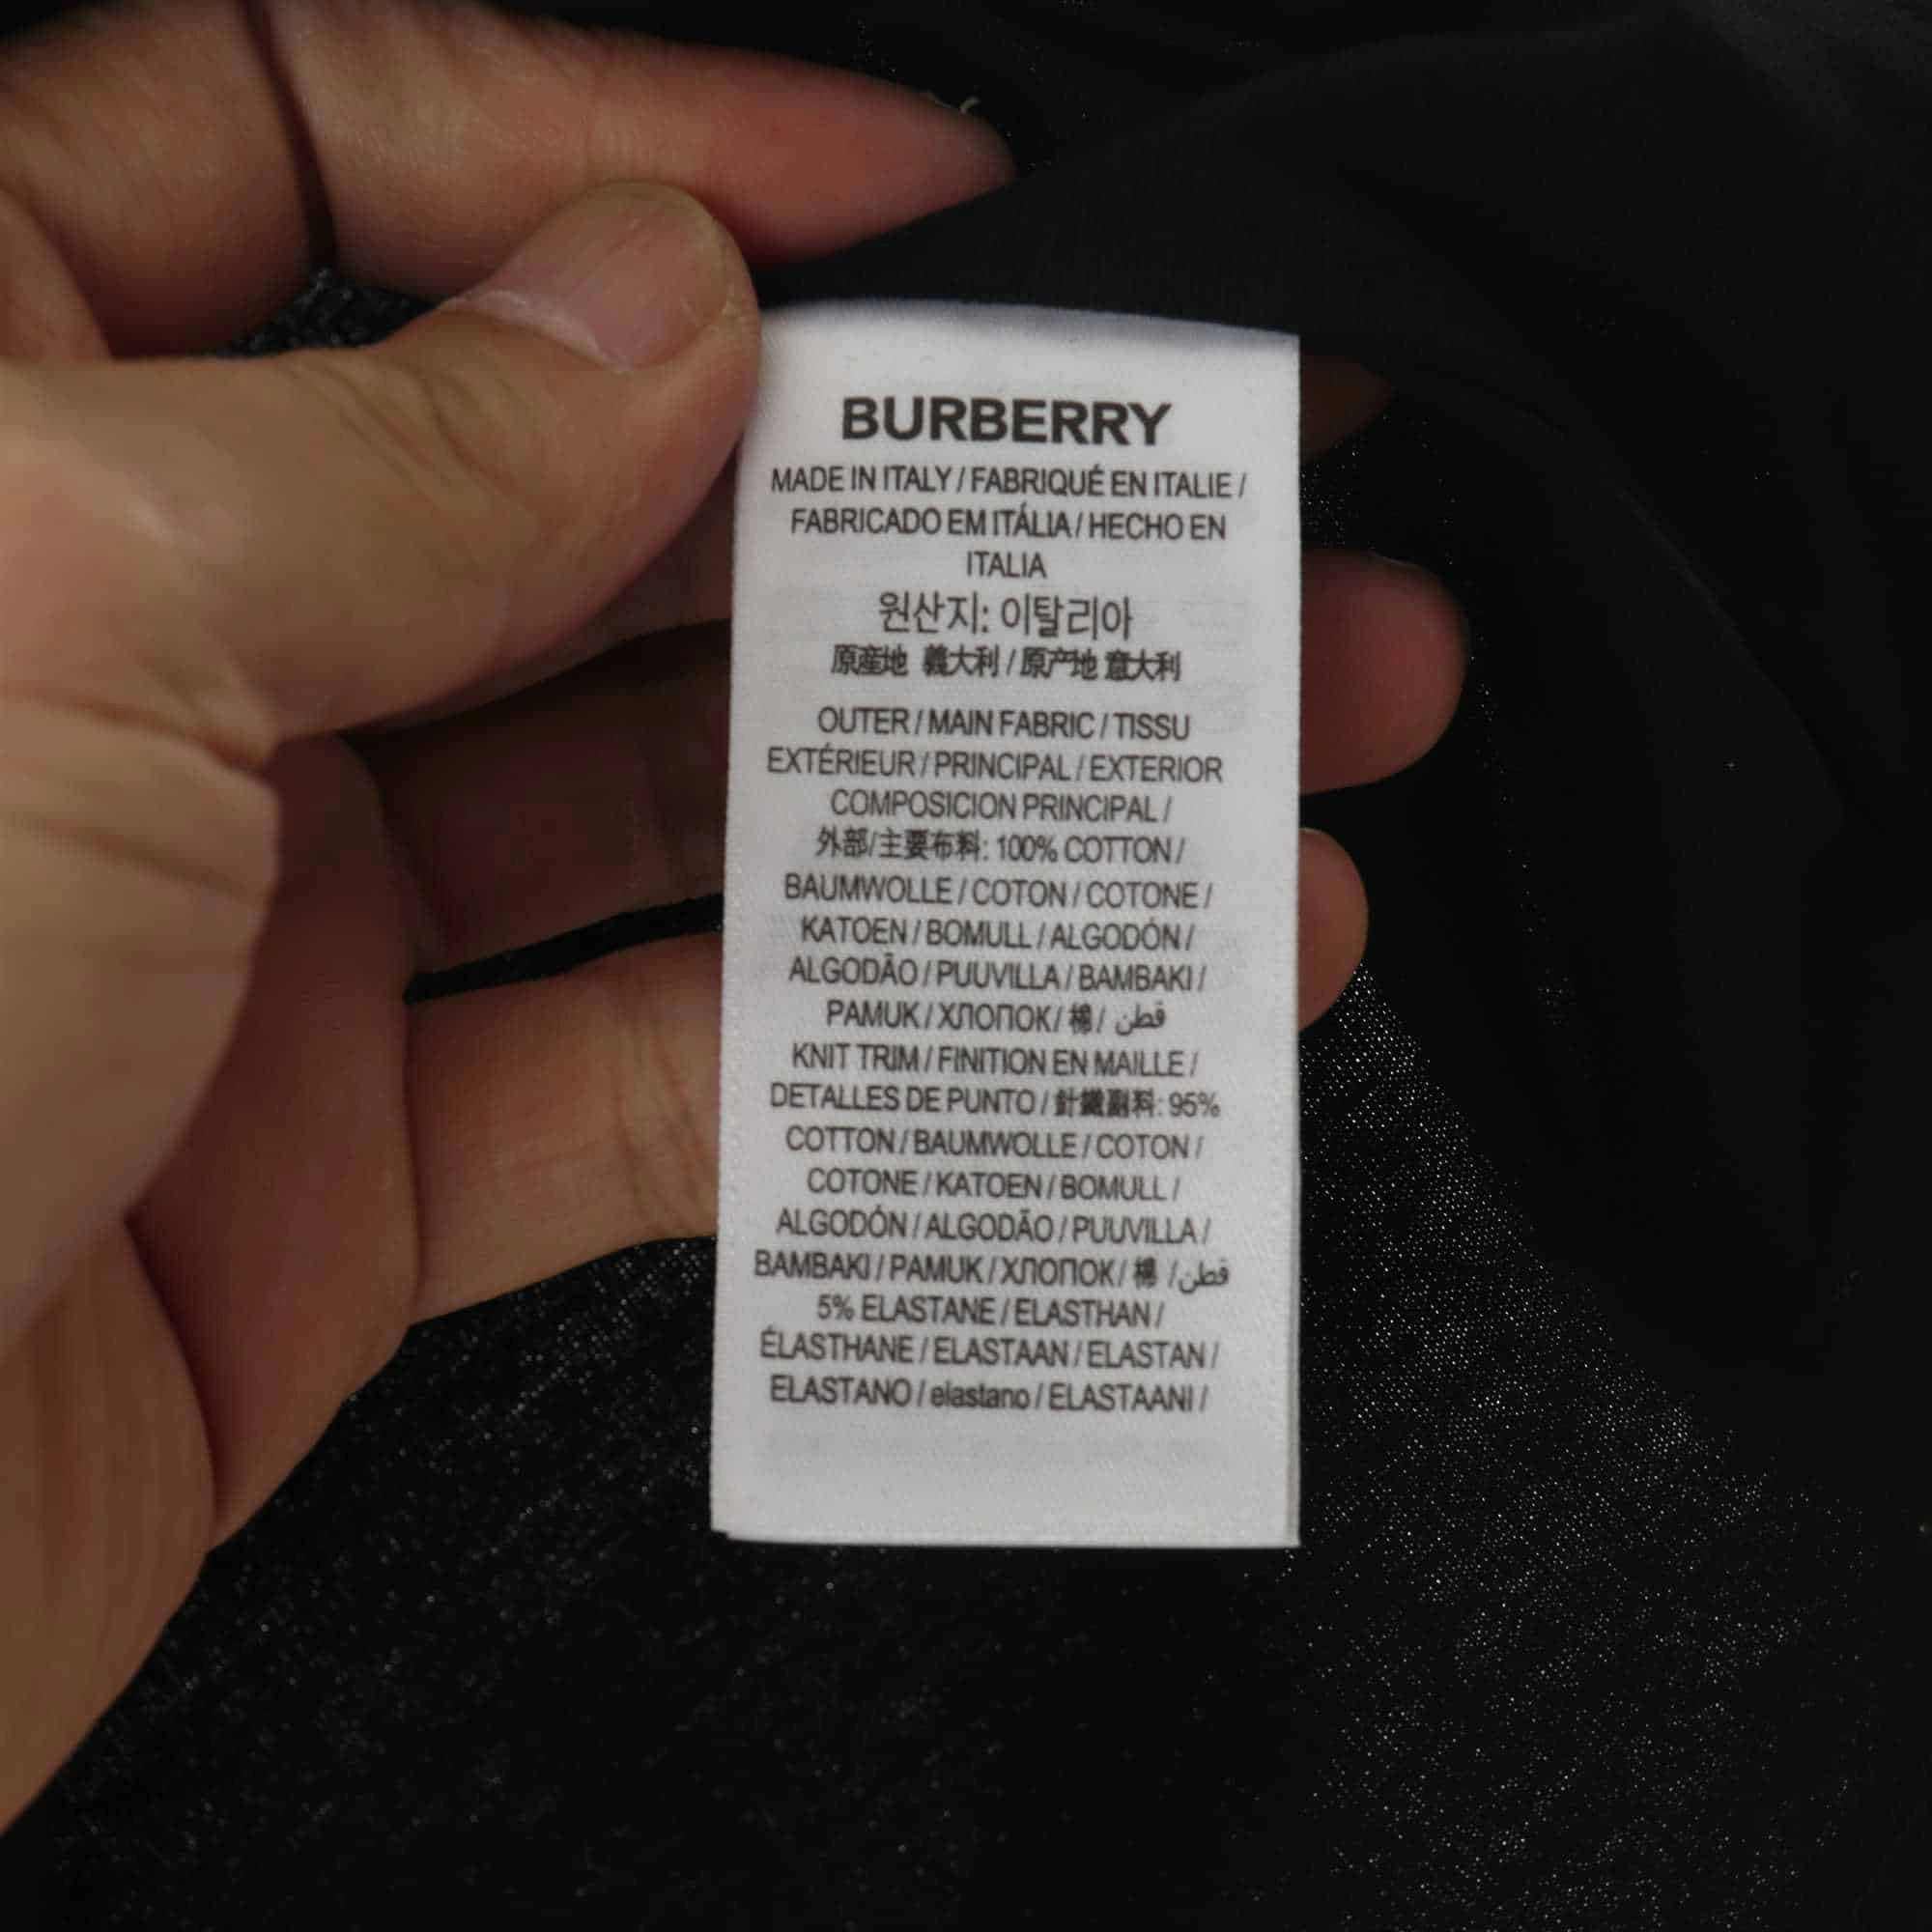 BURBERRY
MADE IN ITALY / FABRIQUÉ EN ITALIE /
FABRICADO EM ITÁLIA / HECHO EN
ITALIA
원산지: 이탈리아
原産地 義大利 / 原产地 意大利
OUTER / MAIN FABRIC / TISSU
EXTÉRIEUR / PRINCIPAL / EXTERIOR
COMPOSICION PRINCIPAL /
外部/主要布料: 100% COTTON /
BAUMWOLLE / COTON / COTONE /
KATOEN / BOMULL / ALGODÓN /
ALGODÃO / PUUVILLA / BAMBAKI /
PAMUK / ХЛОПОК / 棉 / قطن
KNIT TRIM / FINITION EN MAILLE /
DETALLES DE PUNTO / 針織副料: 95%
COTTON / BAUMWOLLE / COTON /
COTONE / KATOEN / BOMULL /
ALGODÓN / ALGODÃO / PUUVILLA /
BAMBAKI / PAMUK / ХЛОПОК / 棉 / قطن
5% ELASTANE / ELASTHAN /
ÉLASTHANE / ELASTAAN / ELASTAN /
ELASTANO / elastano / ELASTAANI /